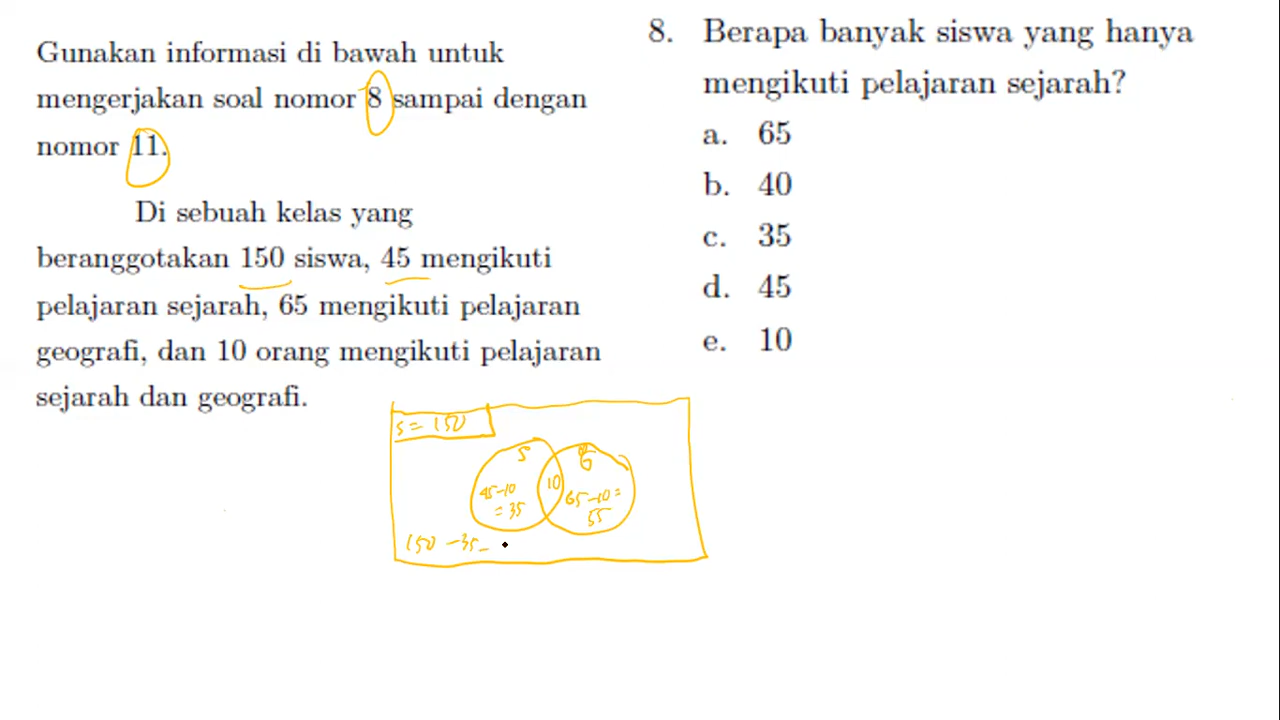 Gunakan informasi di bawah untuk
mengerjakan soal nomor 8 sampai dengan
nomor 11.
Di sebuah kelas yang
beranggotakan 150 siswa, 45 mengikuti
pelajaran sejarah, 65 mengikuti pelajaran
geografi, dan 10 orang mengikuti pelajaran
sejarah dan geografi.
s = 150
S
G
45-10
= 35
10
65-10=
55
150 - 35 -
8. Berapa banyak siswa yang hanya
mengikuti pelajaran sejarah?
a. 65
b. 40
c. 35
d. 45
e. 10